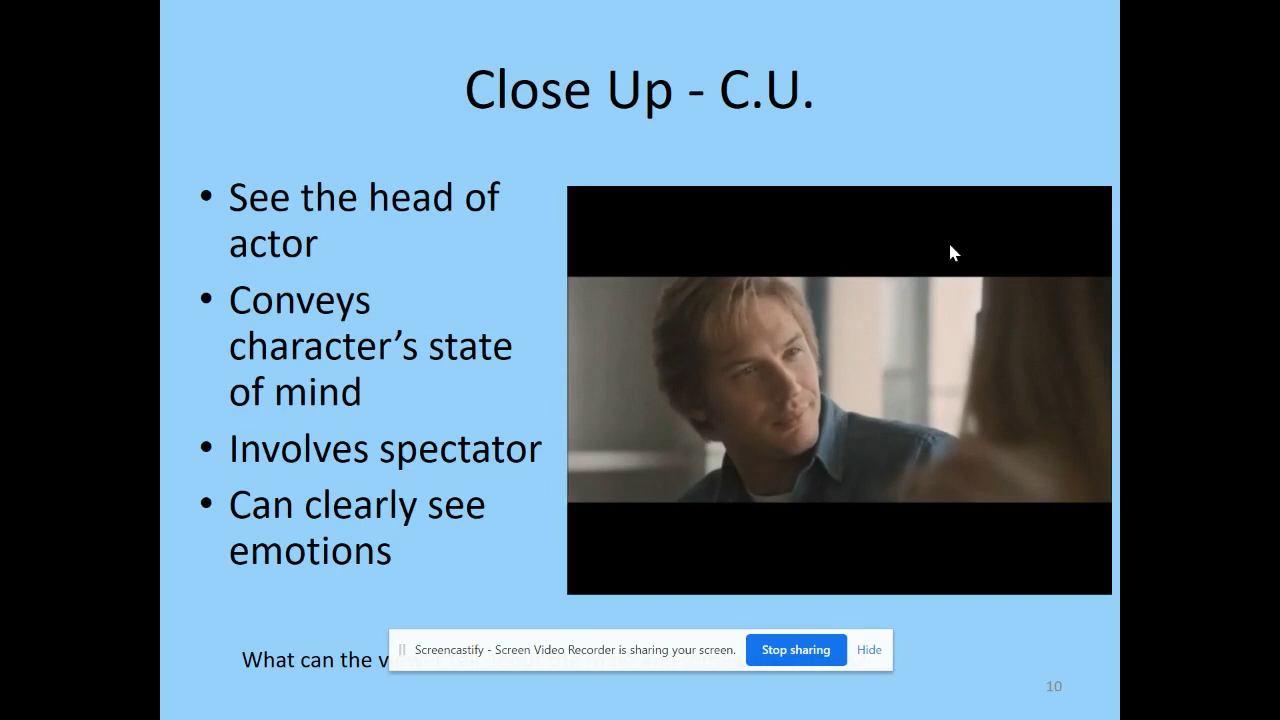 Close Up - C.U.
• See the head of
actor
• Conveys
character’s state
of mind
• Involves spectator
• Can clearly see
emotions
What can the
Screencastify - Screen Video Recorder is sharing your screen.
Stop sharing
Hide
10